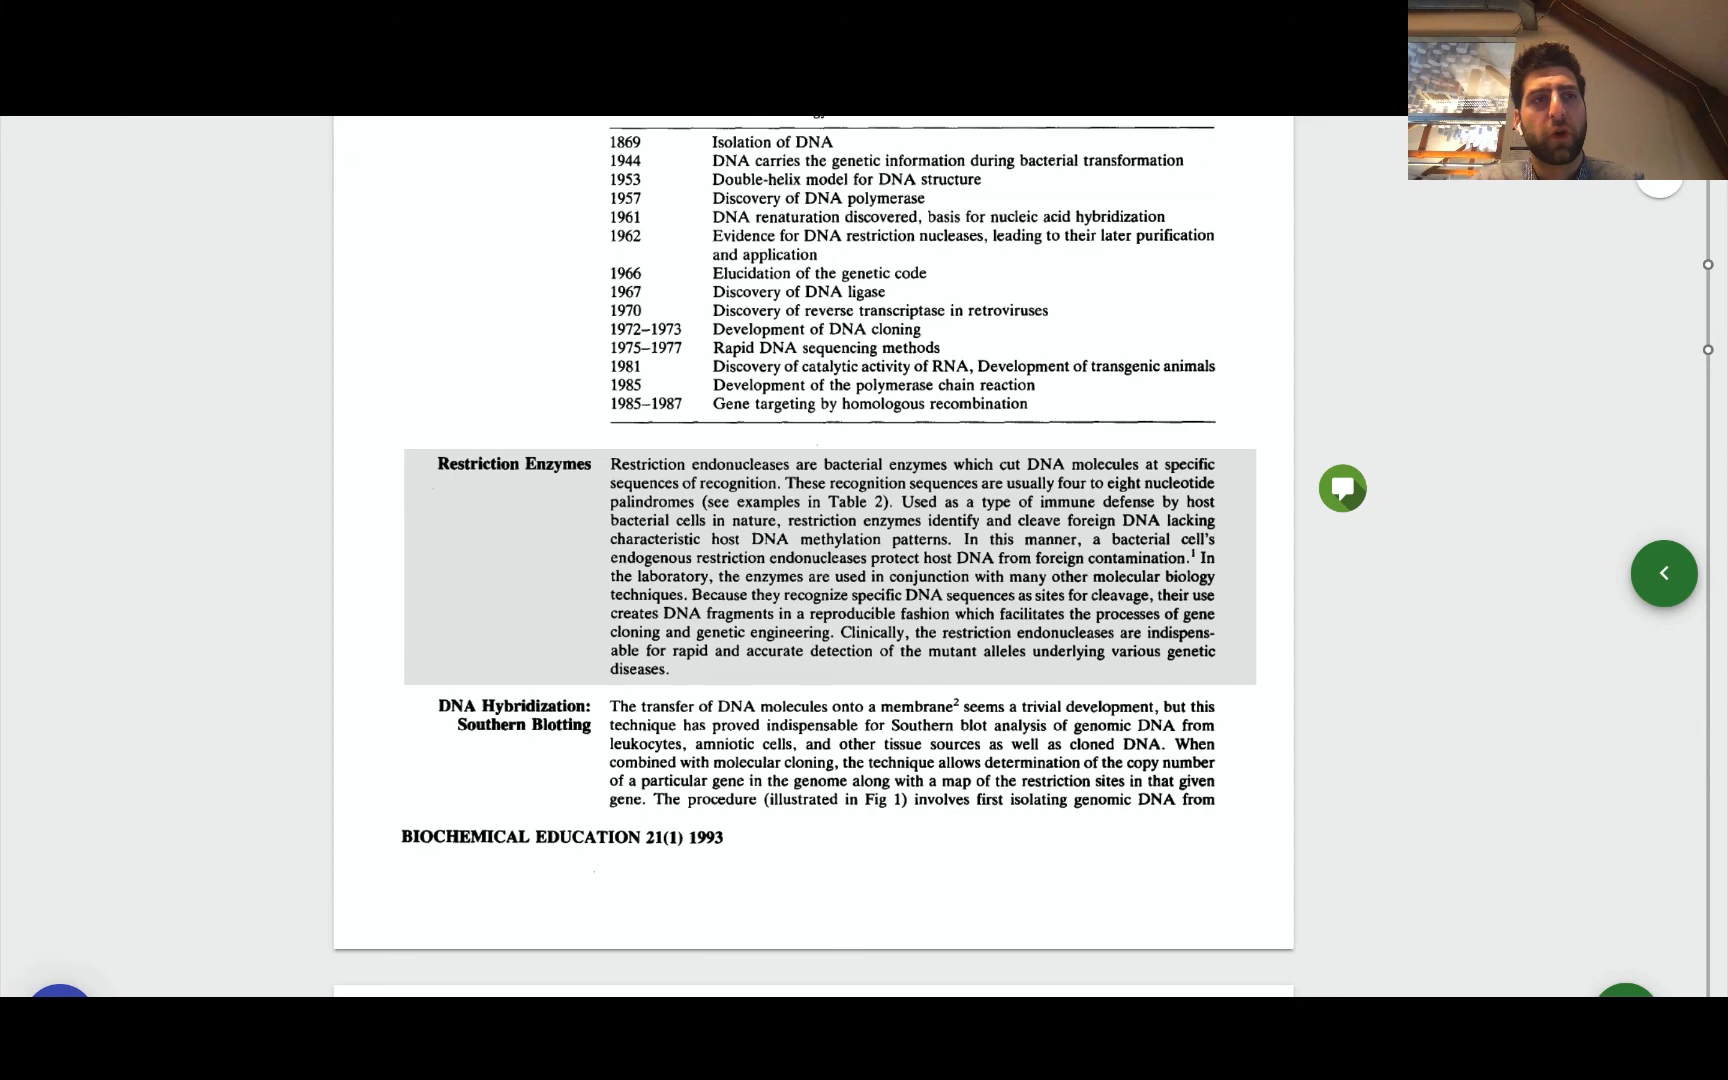 1869 Isolation of DNA
1944 DNA carries the genetic information during bacterial transformation
1953 Double-helix model for DNA structure
1957 Discovery of DNA polymerase
1961 DNA renaturation discovered, basis for nucleic acid hybridization
1962 Evidence for DNA restriction nucleases, leading to their later purification
and application
1966 Elucidation of the genetic code
1967 Discovery of DNA ligase
1970 Discovery of reverse transcriptase in retroviruses
1972–1973 Development of DNA cloning
1975–1977 Rapid DNA sequencing methods
1981 Discovery of catalytic activity of RNA, Development of transgenic animals
1985 Development of the polymerase chain reaction
1985–1987 Gene targeting by homologous recombination
Restriction Enzymes
Restriction endonucleases are bacterial enzymes which cut DNA molecules at specific
sequences of recognition. These recognition sequences are usually four to eight nucleotide
palindromes (see examples in Table 2). Used as a type of immune defense by host
bacterial cells in nature, restriction enzymes identify and cleave foreign DNA lacking
characteristic host DNA methylation patterns. In this manner, a bacterial cell's
endogenous restriction endonucleases protect host DNA from foreign contamination.¹ In
the laboratory, the enzymes are used in conjunction with many other molecular biology
techniques. Because they recognize specific DNA sequences as sites for cleavage, their use
creates DNA fragments in a reproducible fashion which facilitates the processes of gene
cloning and genetic engineering. Clinically, the restriction endonucleases are indispens-
able for rapid and accurate detection of the mutant alleles underlying various genetic
diseases.
DNA Hybridization:
Southern Blotting
The transfer of DNA molecules onto a membrane² seems a trivial development, but this
technique has proved indispensable for Southern blot analysis of genomic DNA from
leukocytes, amniotic cells, and other tissue sources as well as cloned DNA. When
combined with molecular cloning, the technique allows determination of the copy number
of a particular gene in the genome along with a map of the restriction sites in that given
gene. The procedure (illustrated in Fig 1) involves first isolating genomic DNA from
BIOCHEMICAL EDUCATION 21(1) 1993